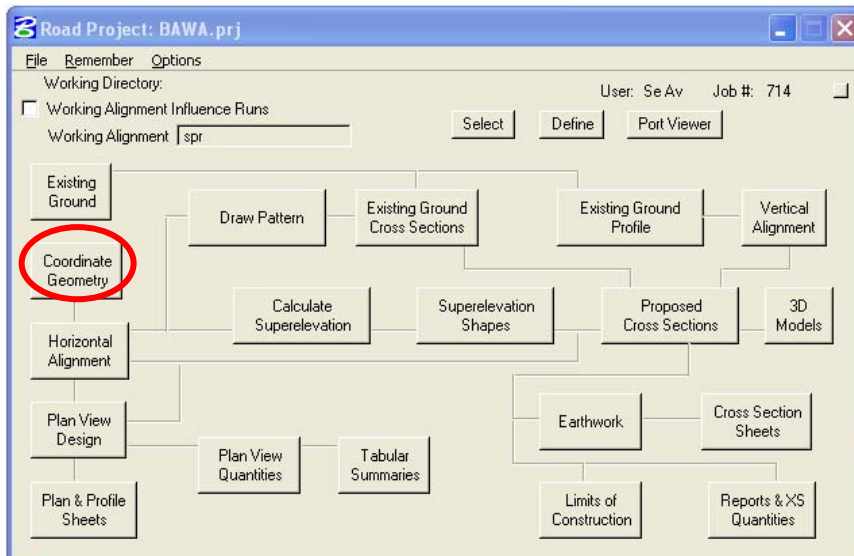 Road Project: BAWA.prj
File Remember Options
Working Directory:
User: Se Av Job #: 714
Working Alignment Influence Runs
Working Alignment spr
Select
Define
Port Viewer
Existing
Ground
Draw Pattern
Existing Ground
Cross Sections
Existing Ground
Profile
Vertical
Alignment
Coordinate
Geometry
Calculate
Superelevation
Superelevation
Shapes
Proposed
Cross Sections
3D
Models
Horizontal
Alignment
Plan View
Design
Earthwork
Cross Section
Sheets
Plan View
Quantities
Tabular
Summaries
Plan & Profile
Sheets
Limits of
Construction
Reports & XS
Quantities